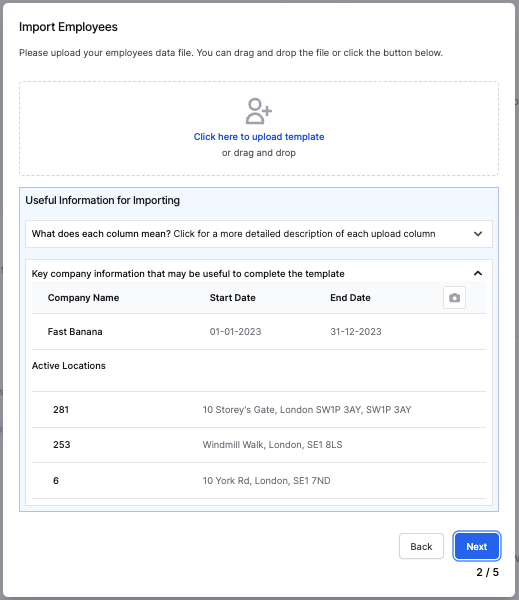 Import Employees
Please upload your employees data file. You can drag and drop the file or click the button below.
Click here to upload template
or drag and drop
Useful Information for Importing
What does each column mean? Click for a more detailed description of each upload column
Key company information that may be useful to complete the template
Company Name Start Date End Date
Fast Banana 01-01-2023 31-12-2023
Active Locations
281 10 Storey's Gate, London SW1P 3AY, SW1P 3AY
253 Windmill Walk, London, SE1 8LS
6 10 York Rd, London, SE1 7ND
Back Next
2 / 5